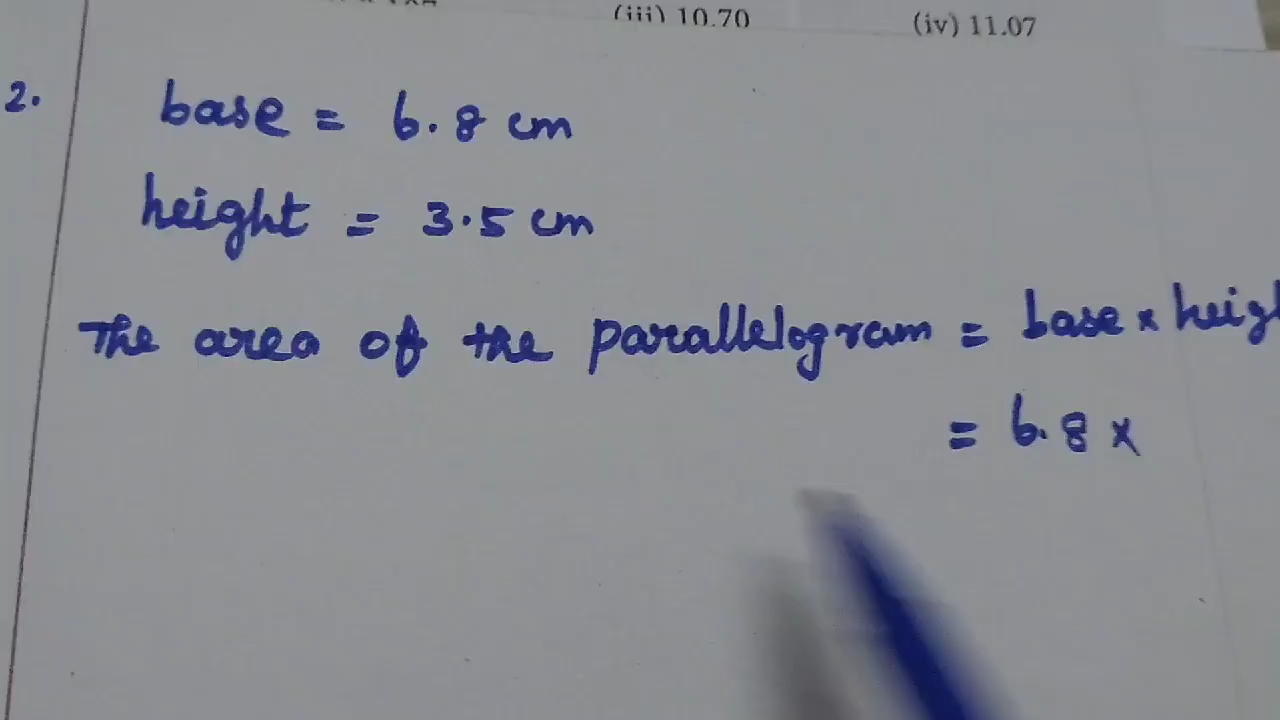 (iii) 10.70 (iv) 11.07
2. base = 6.8 cm
height = 3.5 cm
The area of the parallelogram = base x heigh
= 6.8 x